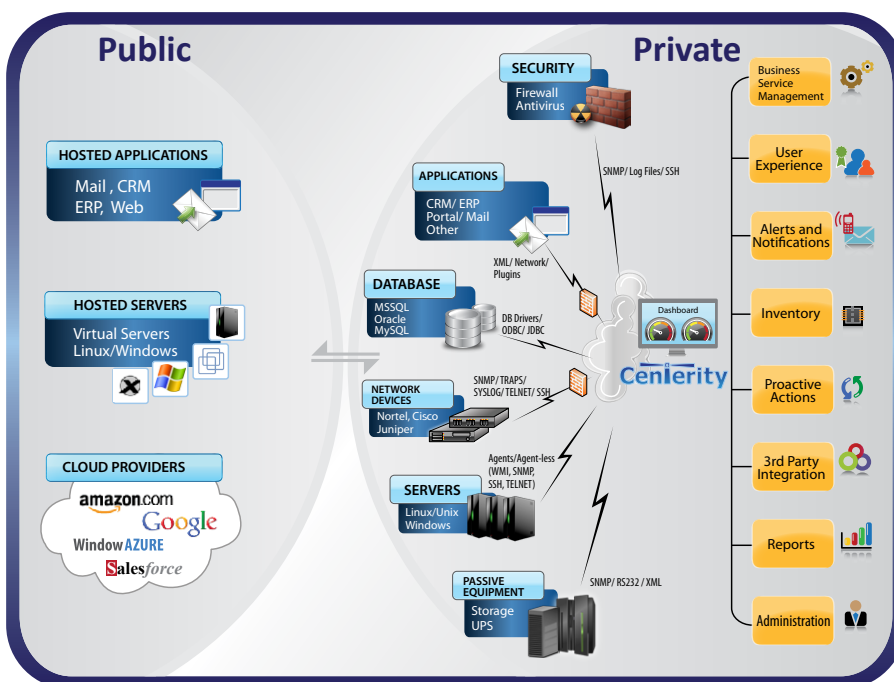 Public
Private
HOSTED APPLICATIONS
Mail , CRM
ERP, Web
HOSTED SERVERS
Virtual Servers
Linux/Windows
CLOUD PROVIDERS
amazon.com
Google
Window AZURE
Salesforce
SECURITY
Firewall
Antivirus
SNMP/ Log Files/ SSH
APPLICATIONS
CRM/ ERP
Portal/ Mail
Other
XML/ Network/
Plugins
DATABASE
MSSQL
Oracle
MySQL
DB Drivers/
ODBC/ JDBC
Dashboard
Centerity
NETWORK
DEVICES
Nortel, Cisco
Juniper
SNMP/ TRAPS/
SYSLOG/ TELNET/ SSH
SERVERS
Linux/Unix
Windows
Agents/Agent-less
(WMI, SNMP,
SSH, TELNET)
PASSIVE
EQUIPMENT
Storage
UPS
SNMP/ RS232 / XML
Business
Service
Management
User
Experience
Alerts and
Notifications
Inventory
Proactive
Actions
3rd Party
Integration
Reports
Administration